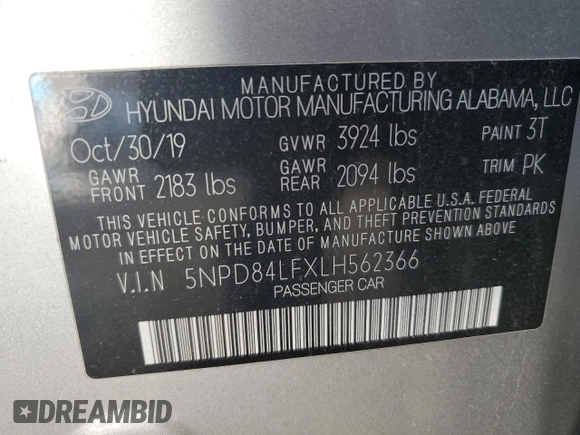 MANUFACTURED BY
HYUNDAI MOTOR MANUFACTURING ALABAMA, LLC
Oct/30/19 GVWR 3924 lbs PAINT 3T
GAWR FRONT 2183 lbs GAWR REAR 2094 lbs TRIM PK
THIS VEHICLE CONFORMS TO ALL APPLICABLE U.S.A. FEDERAL
MOTOR VEHICLE SAFETY, BUMPER, AND THEFT PREVENTION
STANDARDS IN EFFECT ON THE DATE OF MANUFACTURE SHOWN ABOVE.
V.I.N 5NPD84LFXLH562366
PASSENGER CAR
DREAMBID